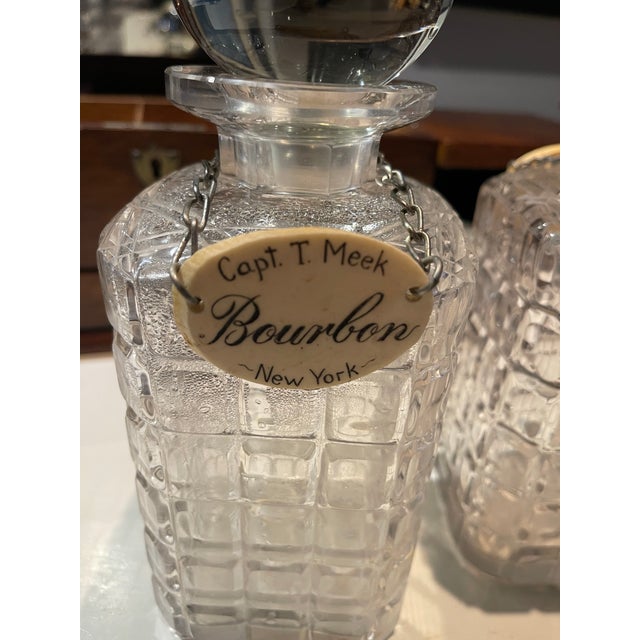 Capt. T. Meek
Bourbon
~New York~